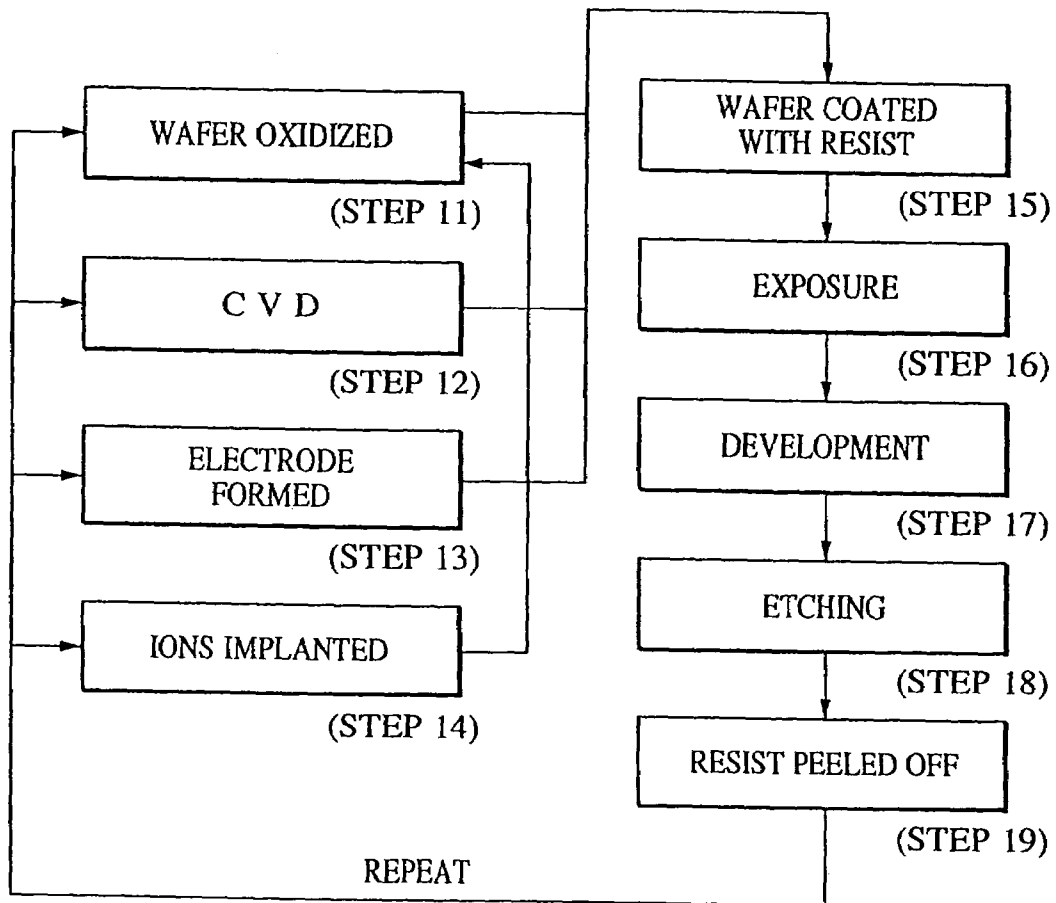 WAFER OXIDIZED
(STEP 11)
C V D
(STEP 12)
ELECTRODE
FORMED
(STEP 13)
IONS IMPLANTED
(STEP 14)
WAFER COATED
WITH RESIST
(STEP 15)
EXPOSURE
(STEP 16)
DEVELOPMENT
(STEP 17)
ETCHING
(STEP 18)
RESIST PEELED OFF
(STEP 19)
REPEAT